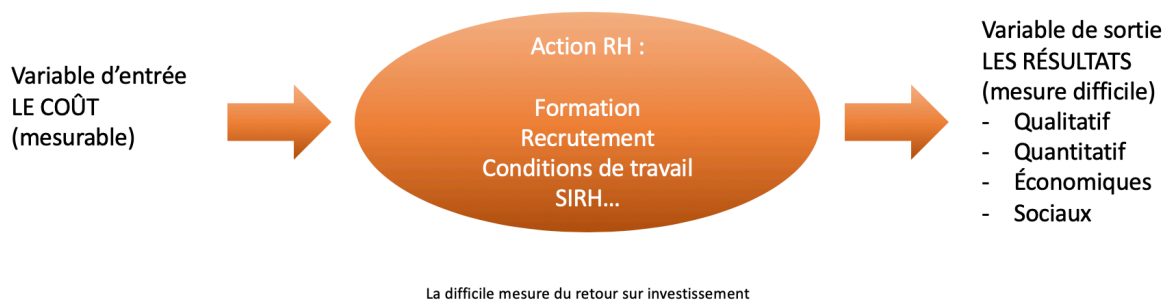 Variable d’entrée
LE COÛT
(mesurable)
Action RH :
Formation
Recrutement
Conditions de travail
SIRH...
Variable de sortie
LES RÉSULTATS
(mesure difficile)
- Qualitatif
- Quantitatif
- Économiques
- Sociaux
La difficile mesure du retour sur investissement